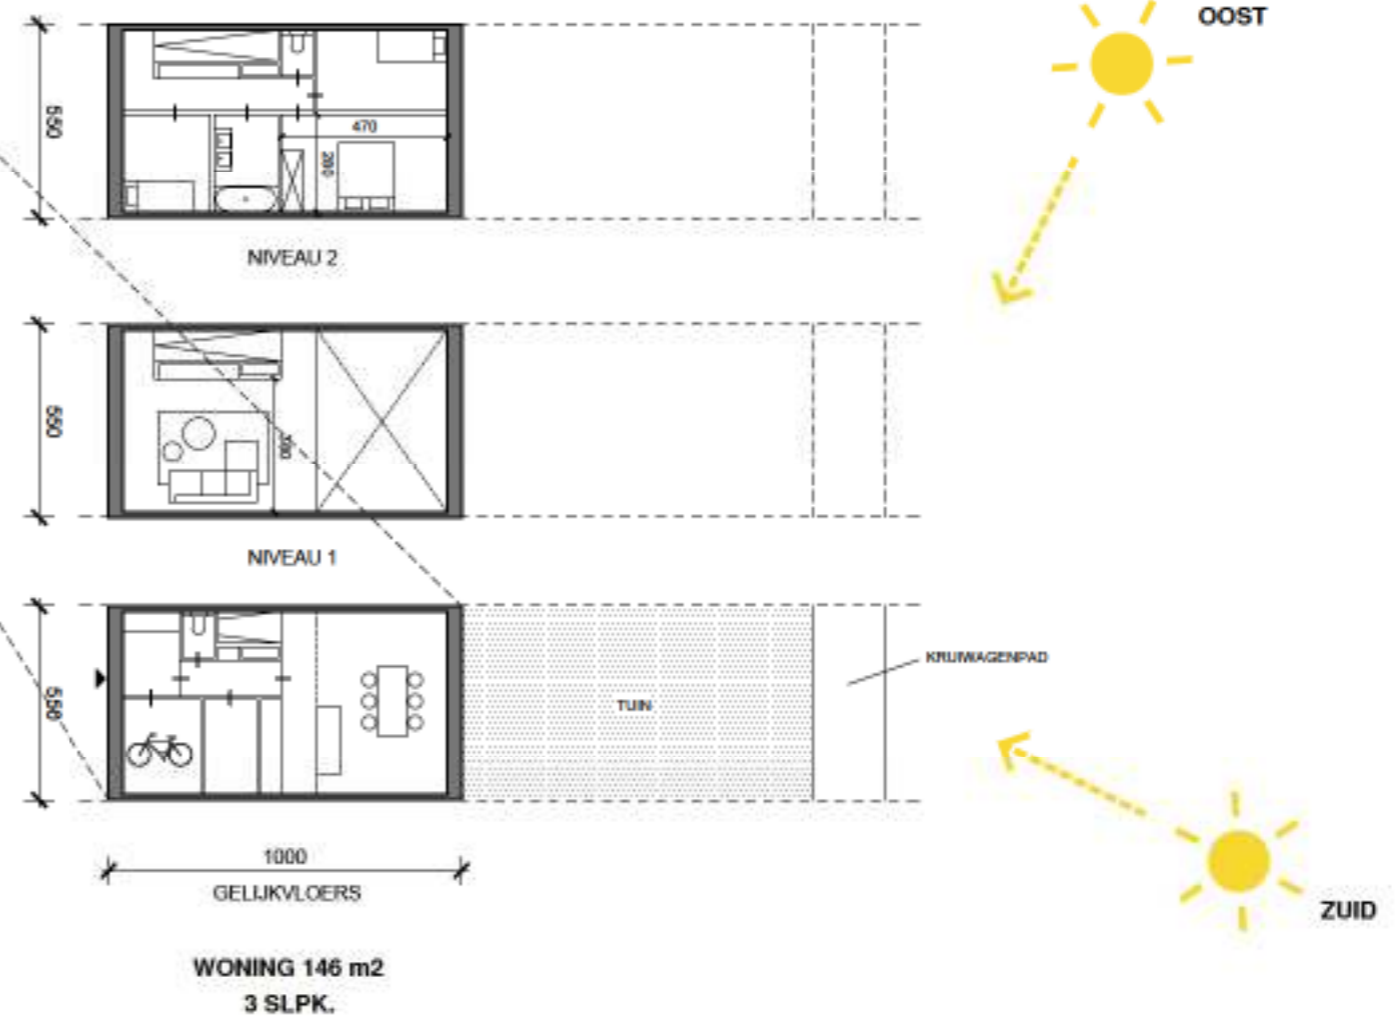 OOST
550
470
280
NIVEAU 2
550
NIVEAU 1
550
KRUIWAGENPAD
TUIN
1000
GELIJKVLOERS
ZUID
WONING 146 m2
3 SLPK.